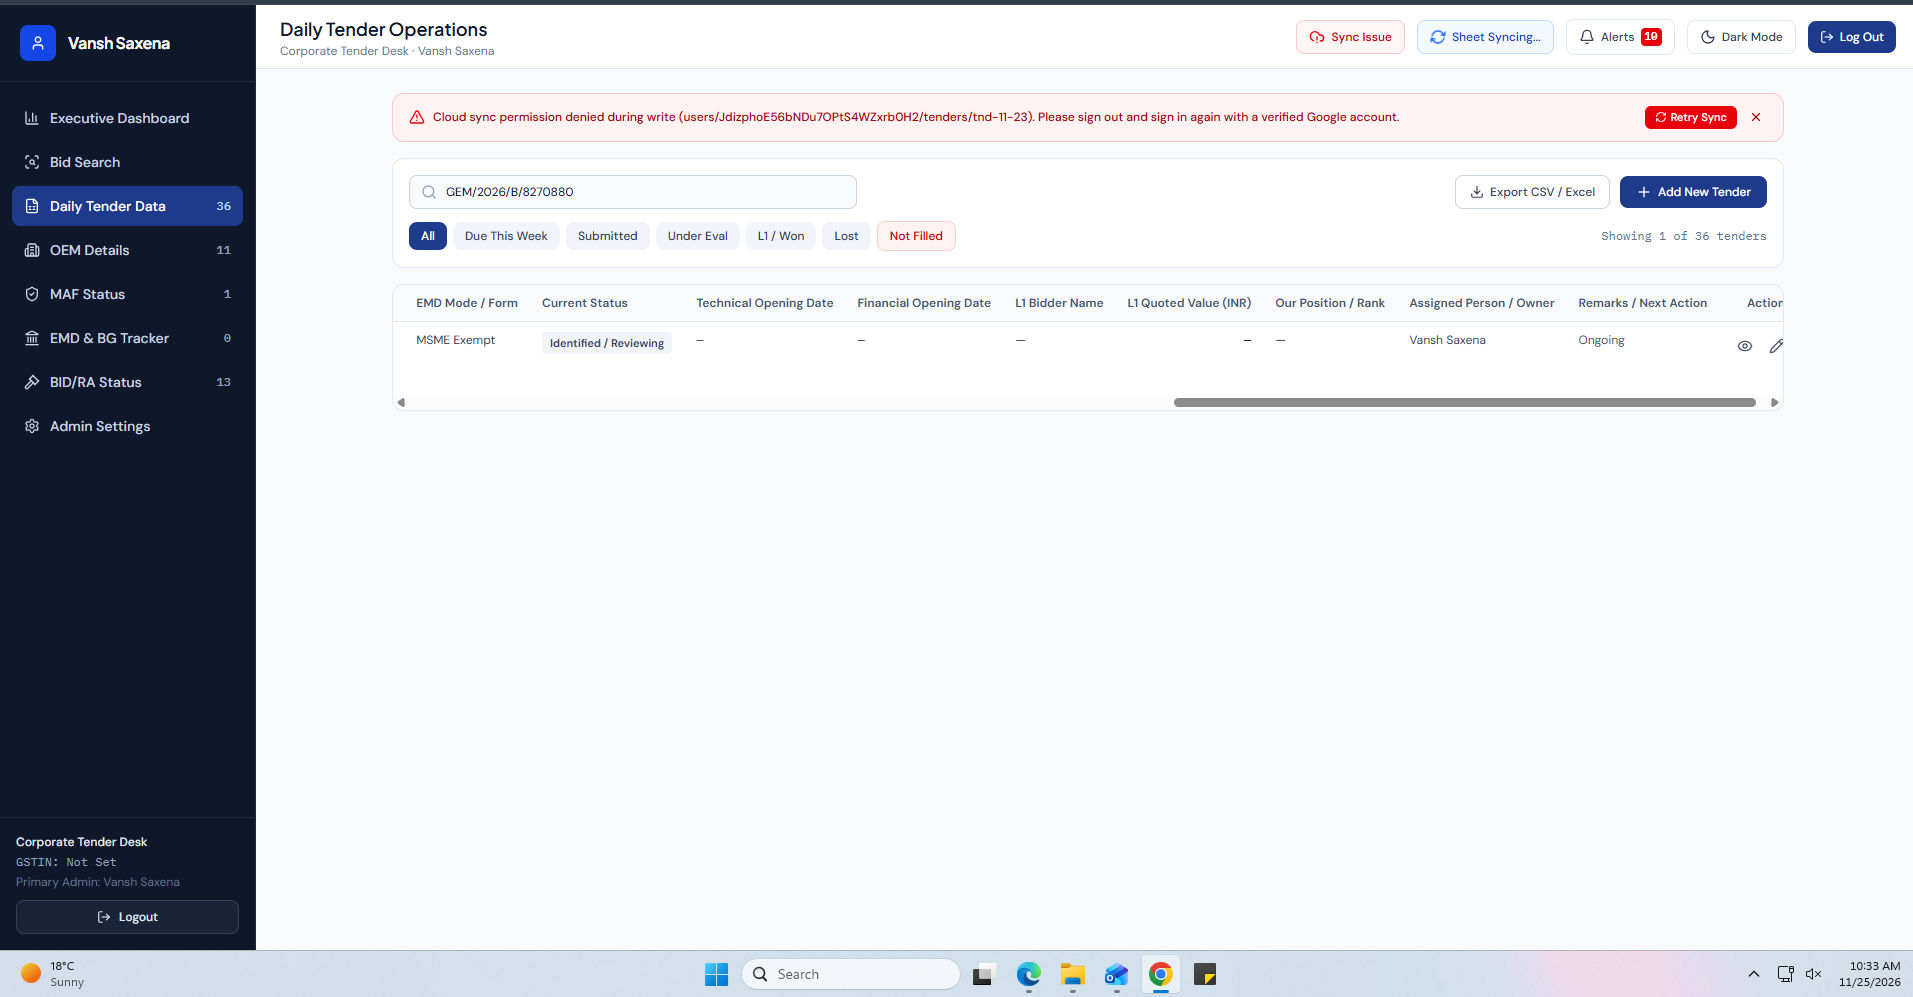 Vansh Saxena
Executive Dashboard
Bid Search
Daily Tender Data 36
OEM Details 11
MAF Status 1
EMD & BG Tracker 0
BID/RA Status 13
Admin Settings
Corporate Tender Desk
GSTIN: Not Set
Primary Admin: Vansh Saxena
Logout
Daily Tender Operations
Corporate Tender Desk · Vansh Saxena
Sync Issue
Sheet Syncing...
Alerts 10
Dark Mode
Log Out
Cloud sync permission denied during write (users/JdizphoE56bNDu7OPtS4WZxrb0H2/tenders/tnd-11-23). Please sign out and sign in again with a verified Google account.
Retry Sync
GEM/2026/B/8270880
Export CSV / Excel
Add New Tender
All Due This Week Submitted Under Eval L1 / Won Lost Not Filled
Showing 1 of 36 tenders
EMD Mode / Form Current Status Technical Opening Date Financial Opening Date L1 Bidder Name L1 Quoted Value (INR) Our Position / Rank Assigned Person / Owner Remarks / Next Action Action
MSME Exempt Identified / Reviewing — — — — — Vansh Saxena Ongoing
18°C
Sunny
Search
10:33 AM
11/25/2026